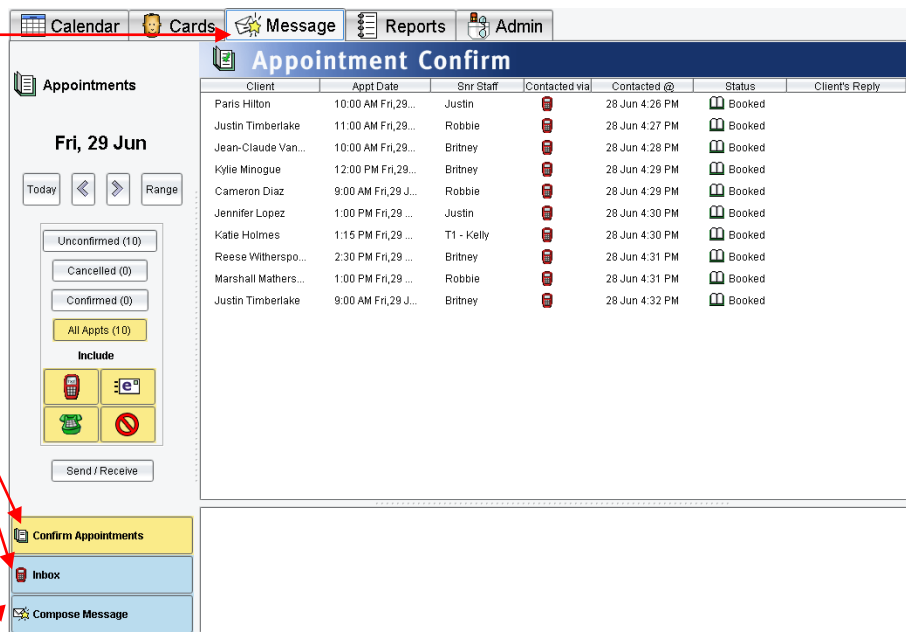 Calendar Cards Message Reports Admin
Appointment Confirm
Appointments
Fri, 29 Jun
Today Range
Unconfirmed (10)
Cancelled (0)
Confirmed (0)
All Appts (10)
Include
Send / Receive
Confirm Appointments
Inbox
Compose Message
Client Appt Date Snr Staff Contacted via Contacted @ Status Client's Reply
Paris Hilton 10:00 AM Fri,29... Justin 28 Jun 4:26 PM Booked
Justin Timberlake 11:00 AM Fri,29... Robbie 28 Jun 4:27 PM Booked
Jean-Claude Van... 10:00 AM Fri,29... Britney 28 Jun 4:28 PM Booked
Kylie Minogue 12:00 PM Fri,29... Britney 28 Jun 4:29 PM Booked
Cameron Diaz 9:00 AM Fri,29 J... Robbie 28 Jun 4:29 PM Booked
Jennifer Lopez 1:00 PM Fri,29 ... Justin 28 Jun 4:30 PM Booked
Katie Holmes 1:15 PM Fri,29 ... T1 - Kelly 28 Jun 4:30 PM Booked
Reese Witherspo... 2:30 PM Fri,29 ... Britney 28 Jun 4:31 PM Booked
Marshall Mathers... 1:00 PM Fri,29 ... Robbie 28 Jun 4:31 PM Booked
Justin Timberlake 9:00 AM Fri,29 J... Britney 28 Jun 4:32 PM Booked